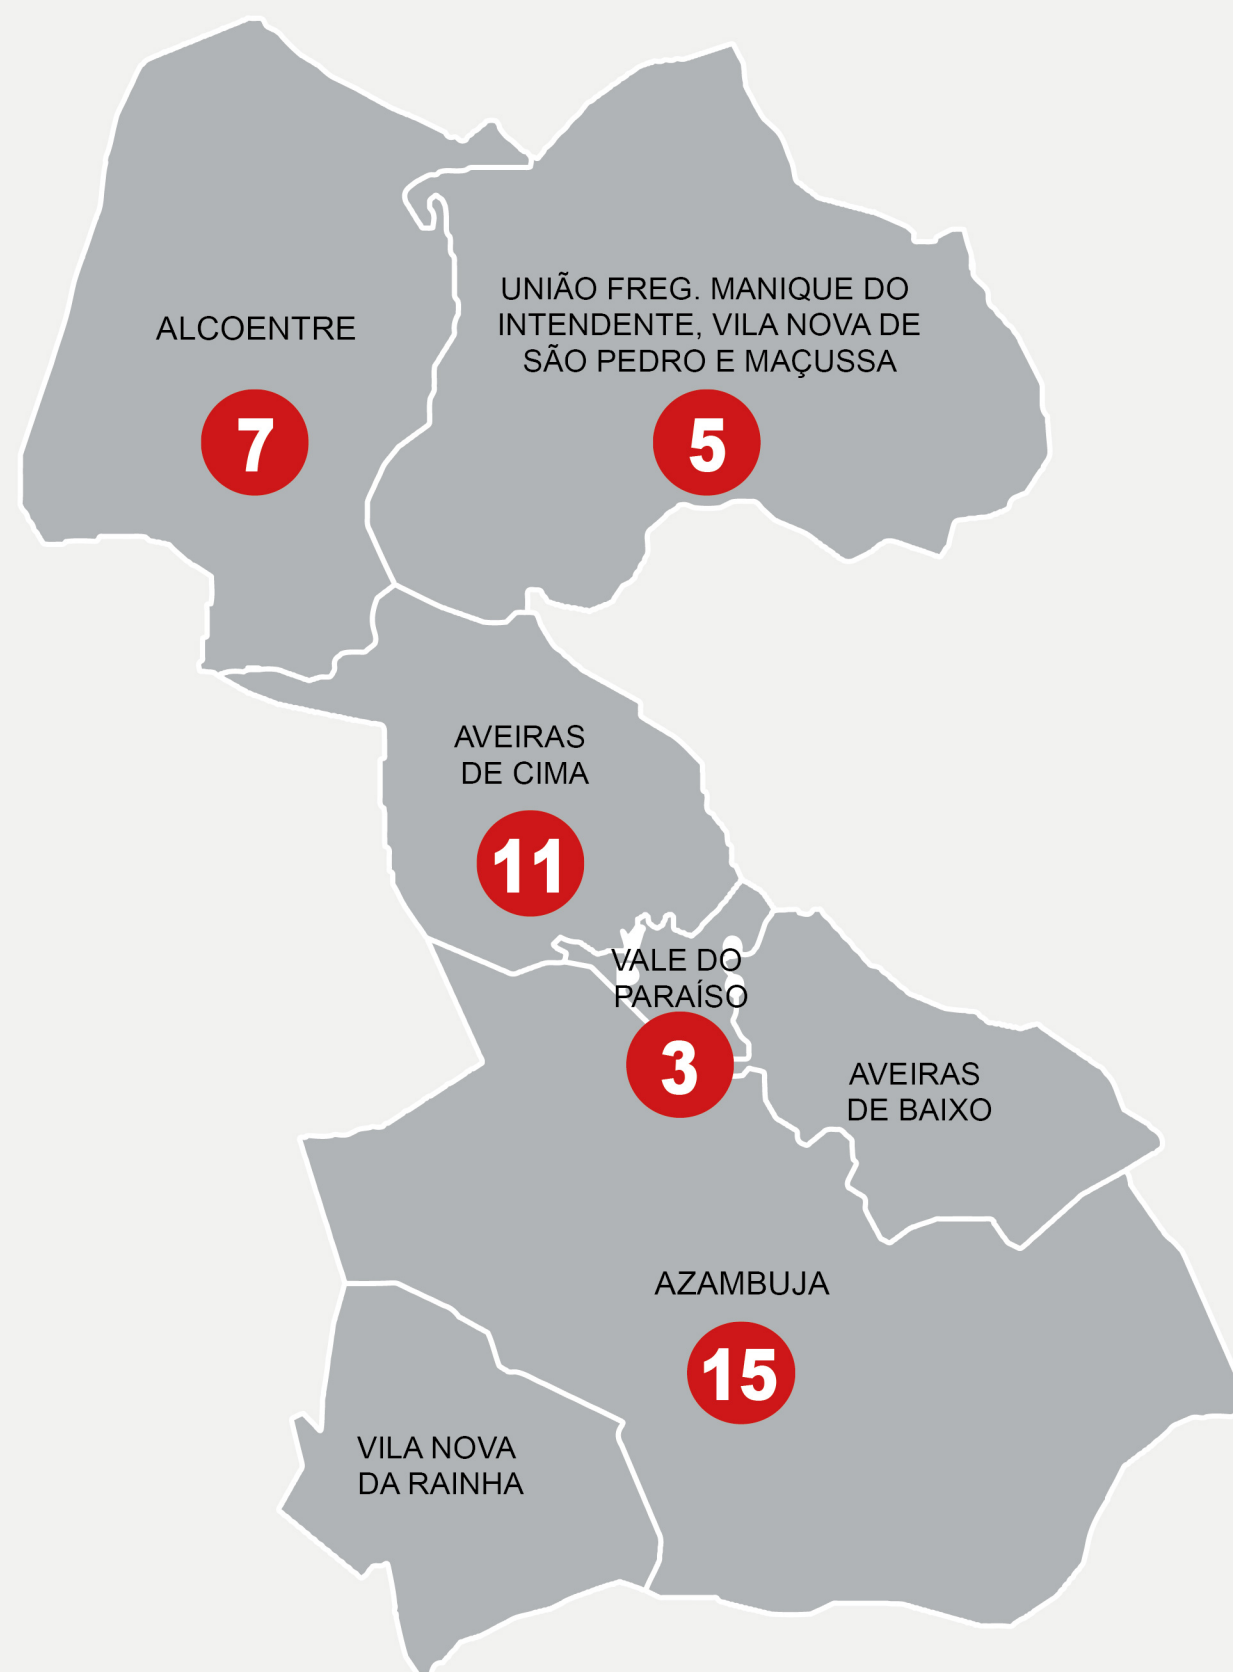 UNIÃO FREG. MANIQUE DO
INTENDENTE, VILA NOVA DE
SÃO PEDRO E MAÇUSSA
5
ALCOENTRE
7
AVEIRAS
DE CIMA
11
VALE DO
PARAÍSO
3
AVEIRAS
DE BAIXO
AZAMBUJA
15
VILA NOVA
DA RAINHA